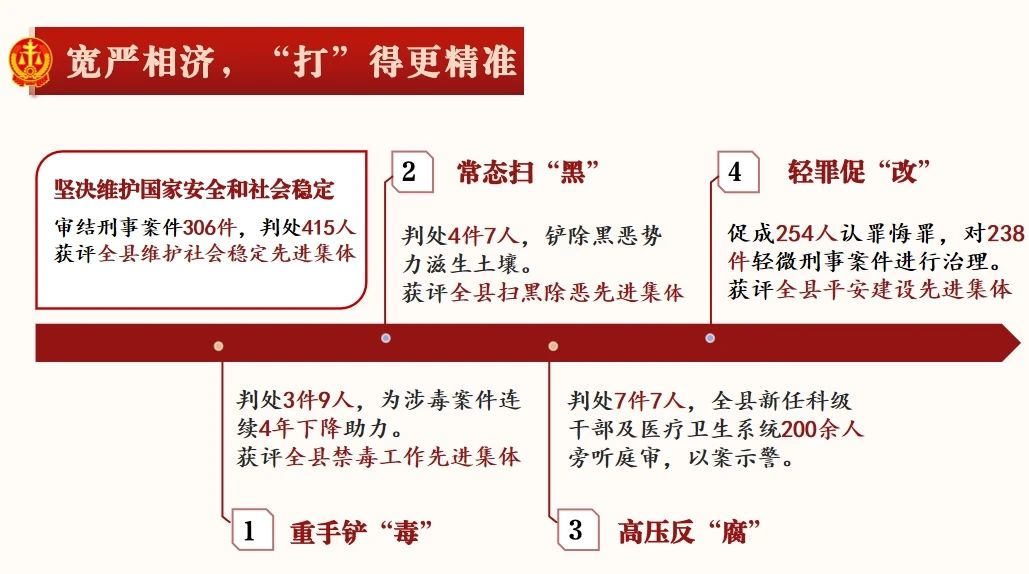 宽严相济，“打”得更精准
坚决维护国家安全和社会稳定
审结刑事案件306件，判处415人
获评全县维护社会稳定先进集体
2
常态扫“黑”
判处4件7人，铲除黑恶势
力滋生土壤。
获评全县扫黑除恶先进集体
4
轻罪促“改”
促成254人认罪悔罪，对238
件轻微刑事案件进行治理。
获评全县平安建设先进集体
判处3件9人，为涉毒案件连
续4年下降助力。
获评全县禁毒工作先进集体
1
重手铲“毒”
判处7件7人，全县新任科级
干部及医疗卫生系统200余人
旁听庭审，以案示警。
3
高压反“腐”